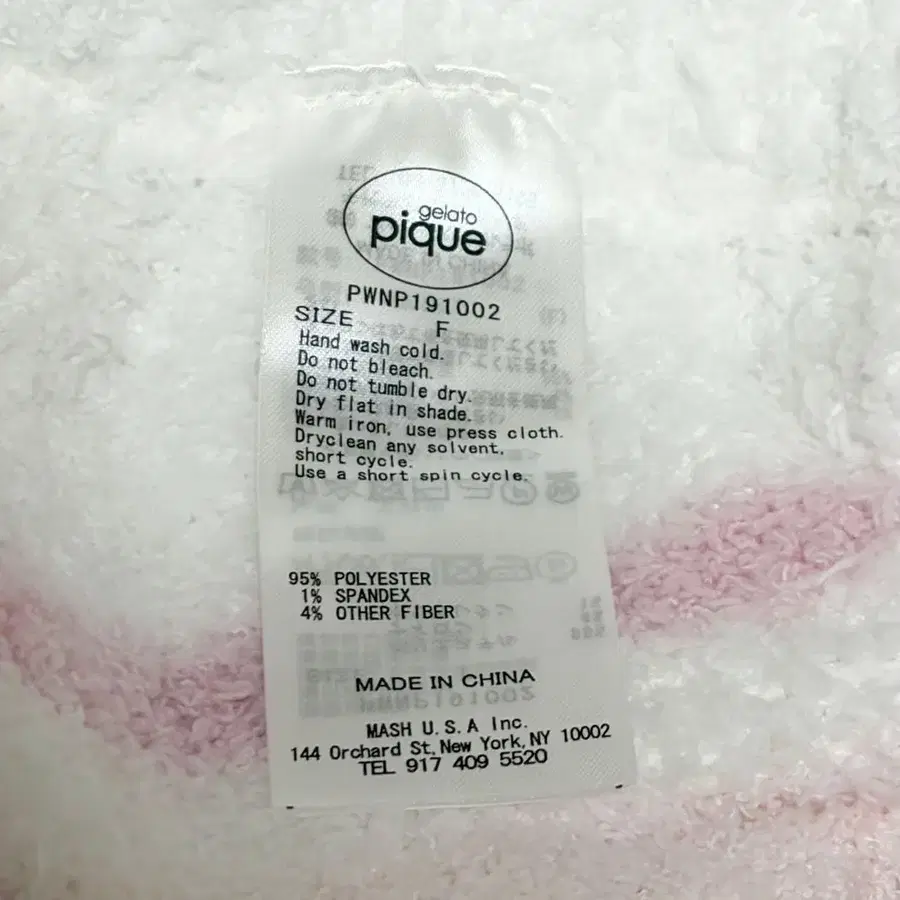 gelato
pique
PWNP191002
SIZE F
Hand wash cold.
Do not bleach.
Do not tumble dry.
Dry flat in shade.
Warm iron, use press cloth.
Dryclean any solvent,
short cycle.
Use a short spin cycle.
95% POLYESTER
1% SPANDEX
4% OTHER FIBER
MADE IN CHINA
MASH U.S.A Inc.
144 Orchard St, New York, NY 10002
TEL 917 409 5520